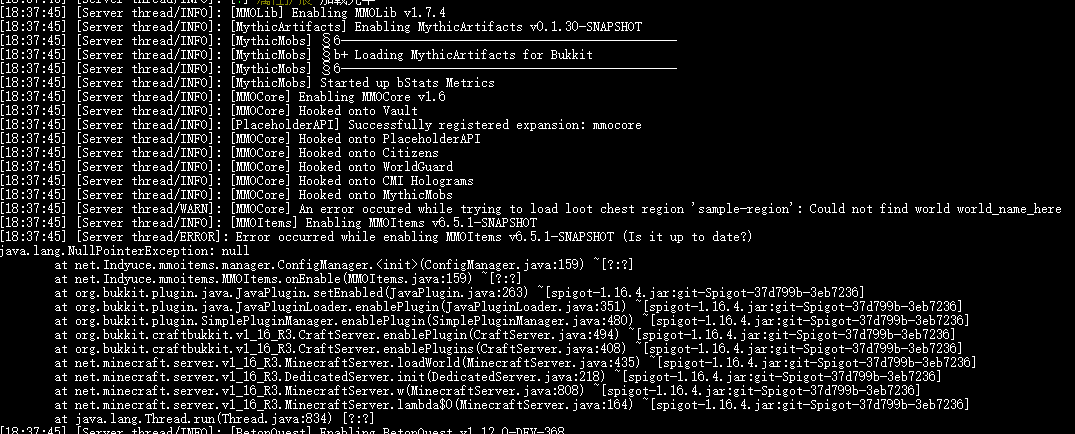 [18:37:45] [Server thread/INFO]: [MMOLib] Enabling MMOLib v1.7.4
[18:37:45] [Server thread/INFO]: [MythicArtifacts] Enabling MythicArtifacts v0.1.30-SNAPSHOT
[18:37:45] [Server thread/INFO]: [MythicMobs] §6————————————————————————
[18:37:45] [Server thread/INFO]: [MythicMobs] §b+ Loading MythicArtifacts for Bukkit
[18:37:45] [Server thread/INFO]: [MythicMobs] §6————————————————————————
[18:37:45] [Server thread/INFO]: [MythicMobs] Started up bStats Metrics
[18:37:45] [Server thread/INFO]: [MMOCore] Enabling MMOCore v1.6
[18:37:45] [Server thread/INFO]: [MMOCore] Hooked onto Vault
[18:37:45] [Server thread/INFO]: [PlaceholderAPI] Successfully registered expansion: mmocore
[18:37:45] [Server thread/INFO]: [MMOCore] Hooked onto PlaceholderAPI
[18:37:45] [Server thread/INFO]: [MMOCore] Hooked onto Citizens
[18:37:45] [Server thread/INFO]: [MMOCore] Hooked onto WorldGuard
[18:37:45] [Server thread/INFO]: [MMOCore] Hooked onto CMI Holograms
[18:37:45] [Server thread/INFO]: [MMOCore] Hooked onto MythicMobs
[18:37:45] [Server thread/WARN]: [MMOCore] An error occured while trying to load loot chest region 'sample-region': Could not find world world_name_here
[18:37:45] [Server thread/INFO]: [MMOItems] Enabling MMOItems v6.5.1-SNAPSHOT
[18:37:45] [Server thread/ERROR]: Error occurred while enabling MMOItems v6.5.1-SNAPSHOT (Is it up to date?)
java.lang.NullPointerException: null
at net.Indyuce.mmoitems.manager.ConfigManager.<init>(ConfigManager.java:159) ~[?:?]
at net.Indyuce.mmoitems.MMOItems.onEnable(MMOItems.java:159) ~[?:?]
at org.bukkit.plugin.java.JavaPlugin.setEnabled(JavaPlugin.java:263) ~[spigot-1.16.4.jar:git-Spigot-37d799b-3eb7236]
at org.bukkit.plugin.java.JavaPluginLoader.enablePlugin(JavaPluginLoader.java:351) ~[spigot-1.16.4.jar:git-Spigot-37d799b-3eb7236]
at org.bukkit.plugin.SimplePluginManager.enablePlugin(SimplePluginManager.java:480) ~[spigot-1.16.4.jar:git-Spigot-37d799b-3eb7236]
at org.bukkit.craftbukkit.v1_16_R3.CraftServer.enablePlugin(CraftServer.java:494) ~[spigot-1.16.4.jar:git-Spigot-37d799b-3eb7236]
at org.bukkit.craftbukkit.v1_16_R3.CraftServer.enablePlugins(CraftServer.java:408) ~[spigot-1.16.4.jar:git-Spigot-37d799b-3eb7236]
at net.minecraft.server.v1_16_R3.MinecraftServer.loadWorld(MinecraftServer.java:435) ~[spigot-1.16.4.jar:git-Spigot-37d799b-3eb7236]
at net.minecraft.server.v1_16_R3.DedicatedServer.init(DedicatedServer.java:218) ~[spigot-1.16.4.jar:git-Spigot-37d799b-3eb7236]
at net.minecraft.server.v1_16_R3.MinecraftServer.w(MinecraftServer.java:808) ~[spigot-1.16.4.jar:git-Spigot-37d799b-3eb7236]
at net.minecraft.server.v1_16_R3.MinecraftServer.lambda$0(MinecraftServer.java:164) ~[spigot-1.16.4.jar:git-Spigot-37d799b-3eb7236]
at java.lang.Thread.run(Thread.java:834) [?:?]
[18:37:45] [Server thread/INFO]: [BetonQuest] Enabling BetonQuest v1.12.0-DEV-368